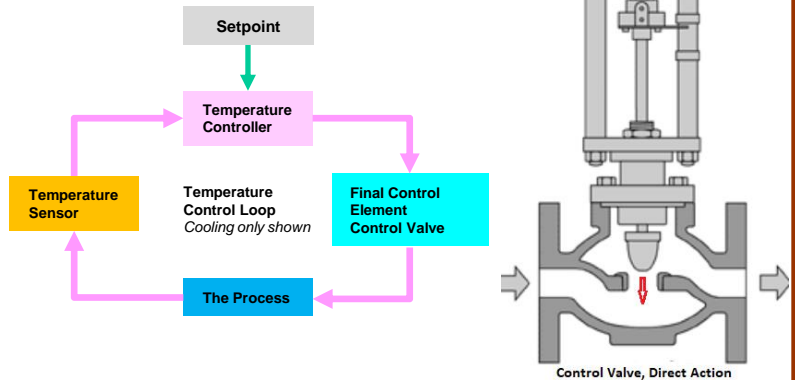 Setpoint
Temperature
Controller
Temperature
Sensor
Temperature
Control Loop
Cooling only shown
Final Control
Element
Control Valve
The Process
Control Valve, Direct Action